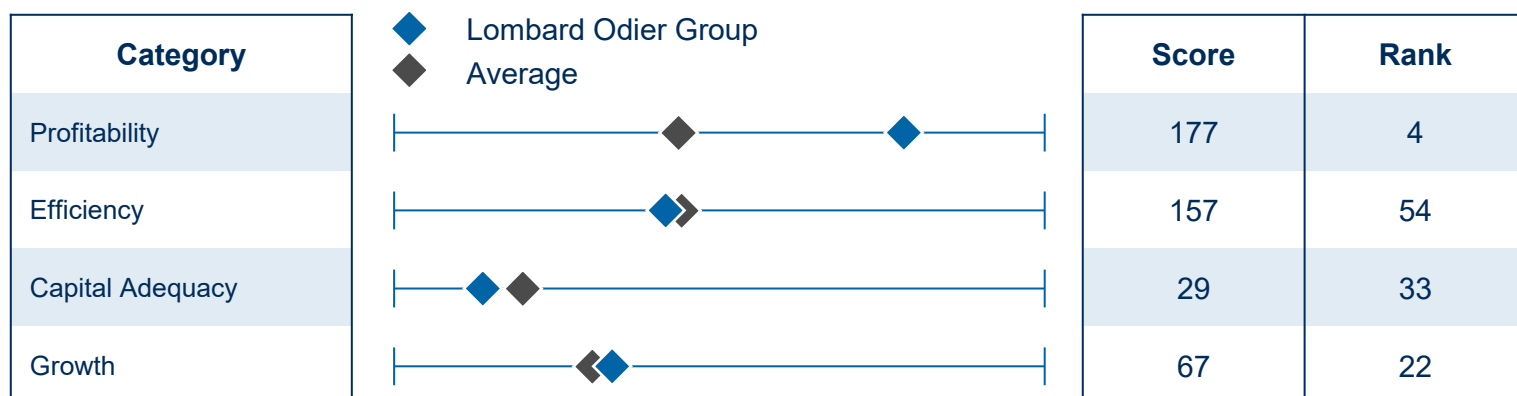 Lombard Odier Group
Average
Category Score Rank
Profitability 177 4
Efficiency 157 54
Capital Adequacy 29 33
Growth 67 22